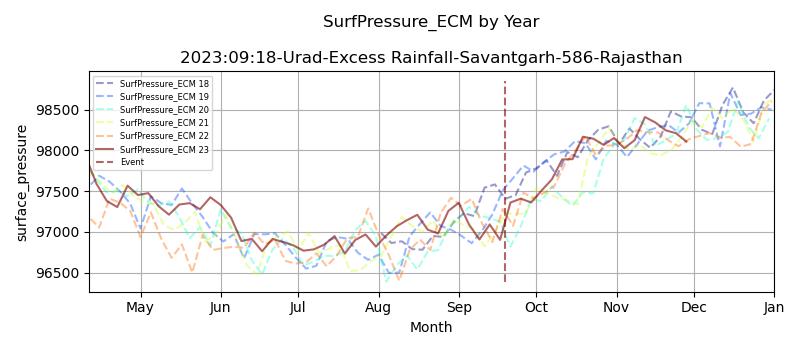 SurfPressure_ECM by Year
2023:09:18-Urad-Excess Rainfall-Savantgarh-586-Rajasthan
SurfPressure_ECM 18
SurfPressure_ECM 19
SurfPressure_ECM 20
SurfPressure_ECM 21
SurfPressure_ECM 22
SurfPressure_ECM 23
Event
surface_pressure
98500
98000
97500
97000
96500
May Jun Jul Aug Sep Oct Nov Dec Jan
Month